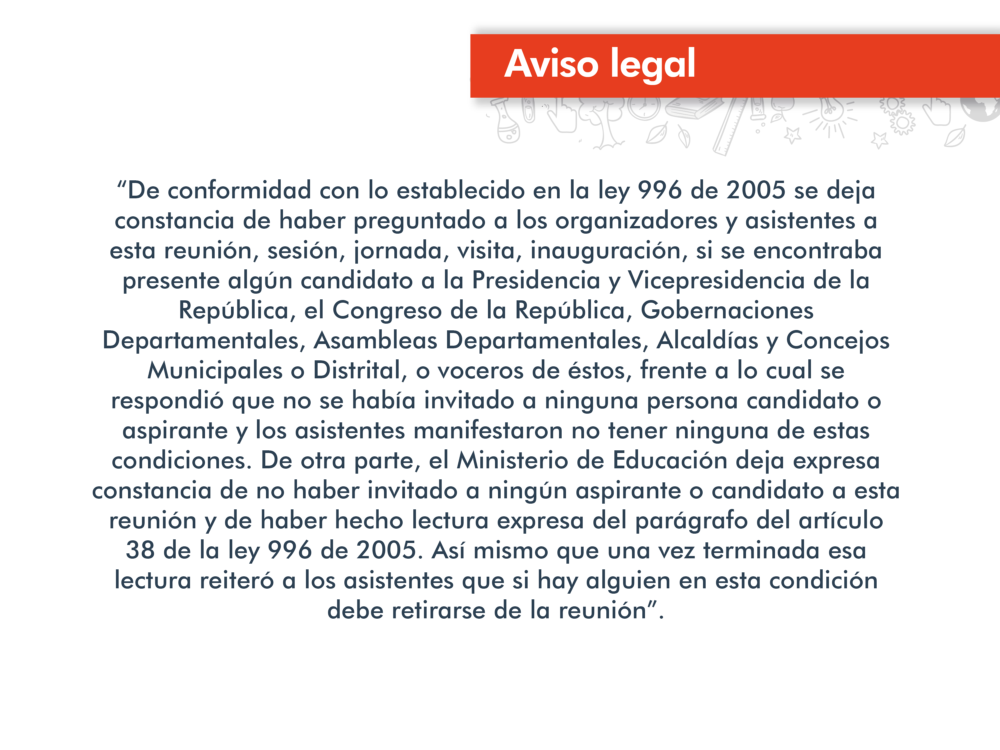 Aviso legal
“De conformidad con lo establecido en la ley 996 de 2005 se deja
constancia de haber preguntado a los organizadores y asistentes a
esta reunión, sesión, jornada, visita, inauguración, si se encontraba
presente algún candidato a la Presidencia y Vicepresidencia de la
República, el Congreso de la República, Gobernaciones
Departamentales, Asambleas Departamentales, Alcaldías y Concejos
Municipales o Distrital, o voceros de éstos, frente a lo cual se
respondió que no se había invitado a ninguna persona candidato o
aspirante y los asistentes manifestaron no tener ninguna de estas
condiciones. De otra parte, el Ministerio de Educación deja expresa
constancia de no haber invitado a ningún aspirante o candidato a esta
reunión y de haber hecho lectura expresa del parágrafo del artículo
38 de la ley 996 de 2005. Así mismo que una vez terminada esa
lectura reiteró a los asistentes que si hay alguien en esta condición
debe retirarse de la reunión”.